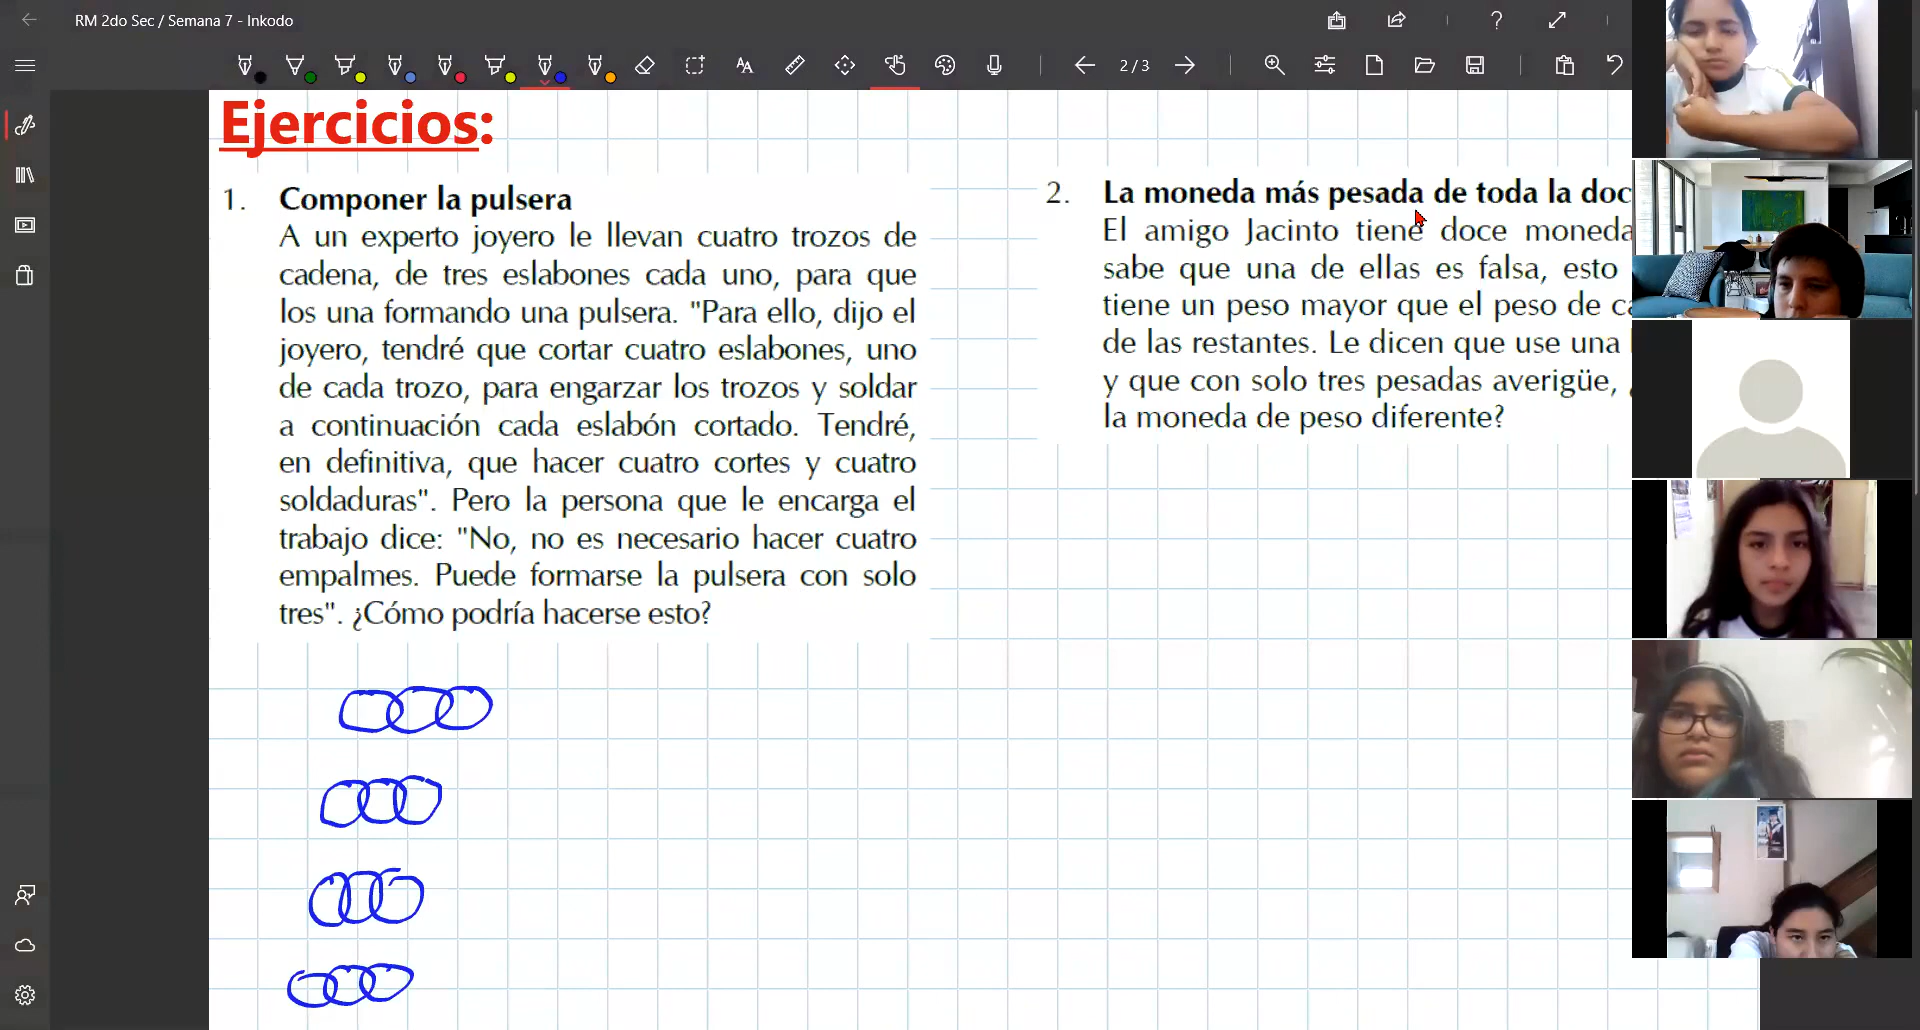 RM 2do Sec / Semana 7 - Inkodo
2 / 3
Ejercicios:
1. Componer la pulsera
A un experto joyero le llevan cuatro trozos de
cadena, de tres eslabones cada uno, para que
los una formando una pulsera. "Para ello, dijo el
joyero, tendré que cortar cuatro eslabones, uno
de cada trozo, para engarzar los trozos y soldar
a continuación cada eslabón cortado. Tendré,
en definitiva, que hacer cuatro cortes y cuatro
soldaduras". Pero la persona que le encarga el
trabajo dice: "No, no es necesario hacer cuatro
empalmes. Puede formarse la pulsera con solo
tres". ¿Cómo podría hacerse esto?
2. La moneda más pesada de toda la doc
El amigo Jacinto tiene doce moneda
sabe que una de ellas es falsa, esto
tiene un peso mayor que el peso de
de las restantes. Le dicen que use una
y que con solo tres pesadas averigüe,
la moneda de peso diferente?